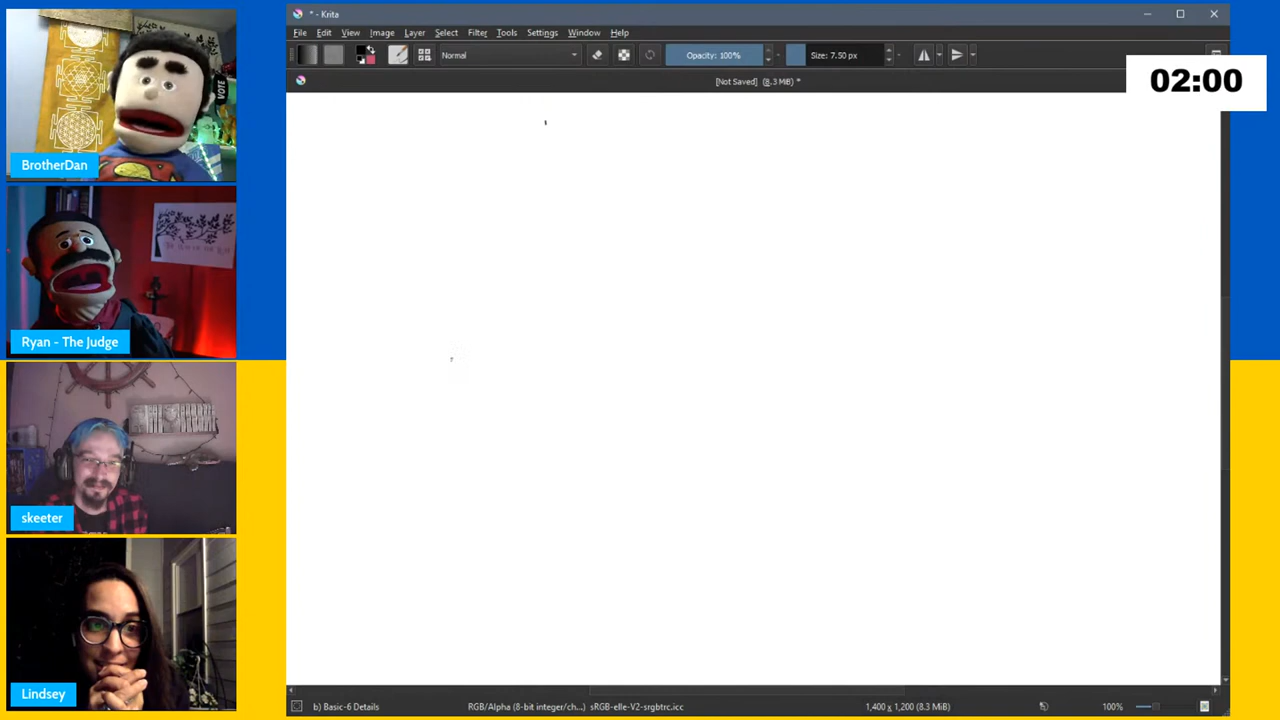 * - Krita
File Edit View Image Layer Select Filter Tools Settings Window Help
Normal
Opacity: 100%
Size: 7.50 px
[Not Saved] (8.3 MiB) *
02:00
VOTE
BrotherDan
Ryan - The Judge
skeeter
Lindsey
b) Basic-6 Details
RGB/Alpha (8-bit integer/ch...) sRGB-elle-V2-srgbtrc.icc
1,400 x 1,200 (8.3 MiB)
100%